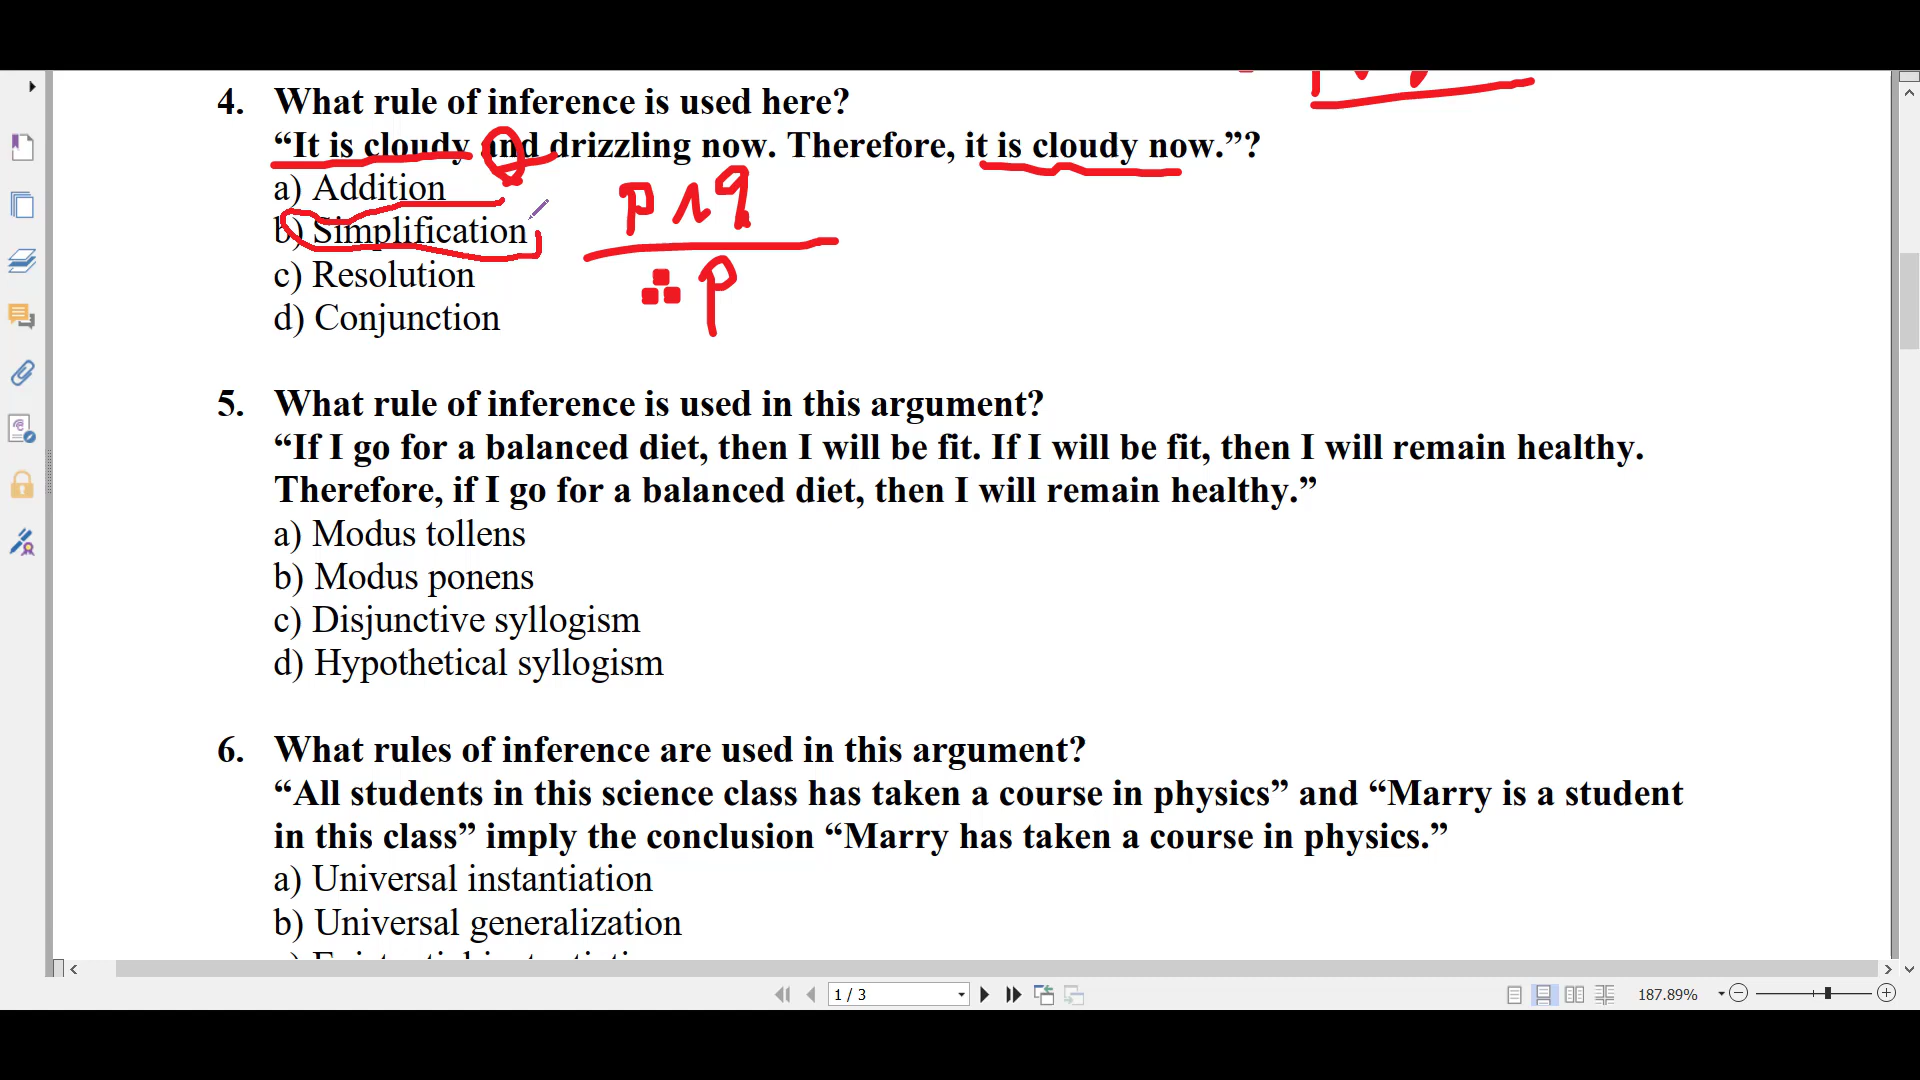 4. What rule of inference is used here?
“It is cloudy and drizzling now. Therefore, it is cloudy now.”?
a) Addition
b) Simplification
c) Resolution
d) Conjunction
p ∧ q
∴ p
5. What rule of inference is used in this argument?
“If I go for a balanced diet, then I will be fit. If I will be fit, then I will remain healthy.
Therefore, if I go for a balanced diet, then I will remain healthy.”
a) Modus tollens
b) Modus ponens
c) Disjunctive syllogism
d) Hypothetical syllogism
6. What rules of inference are used in this argument?
“All students in this science class has taken a course in physics” and “Marry is a student
in this class” imply the conclusion “Marry has taken a course in physics.”
a) Universal instantiation
b) Universal generalization
1 / 3
187.89%